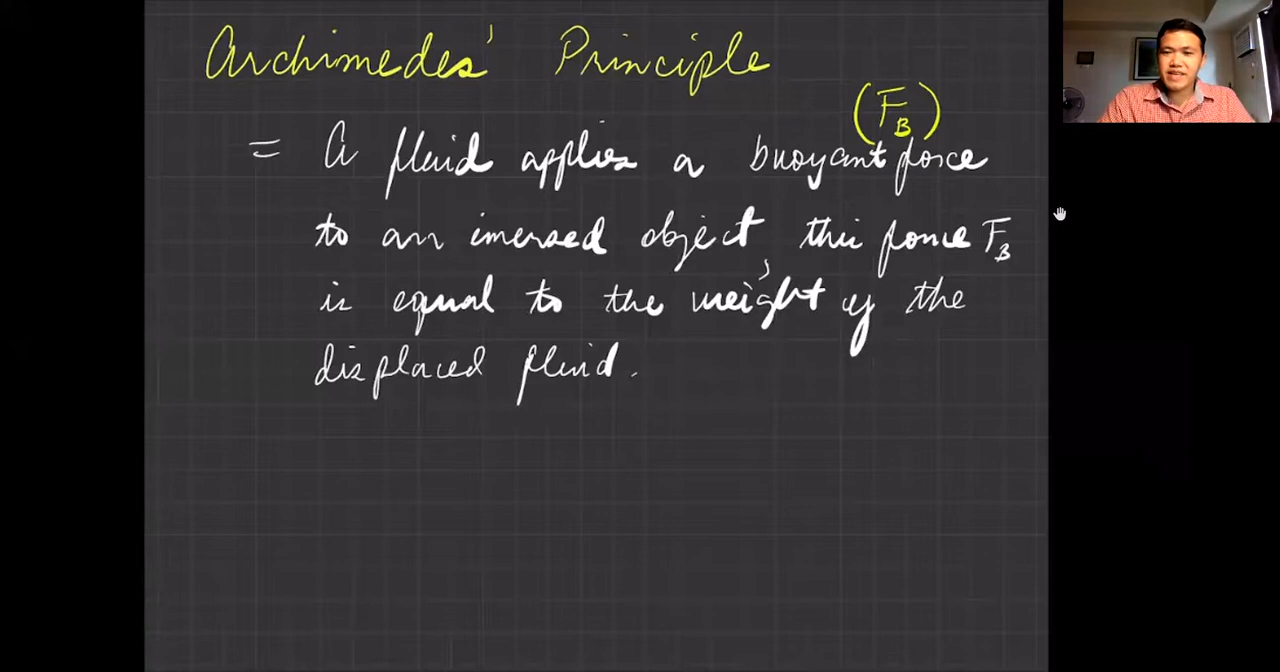 Archimedes' Principle
(F_B)
= A fluid applies a buoyant force
to an imersed object, this force F_B
is equal to the weight of the
displaced fluid.